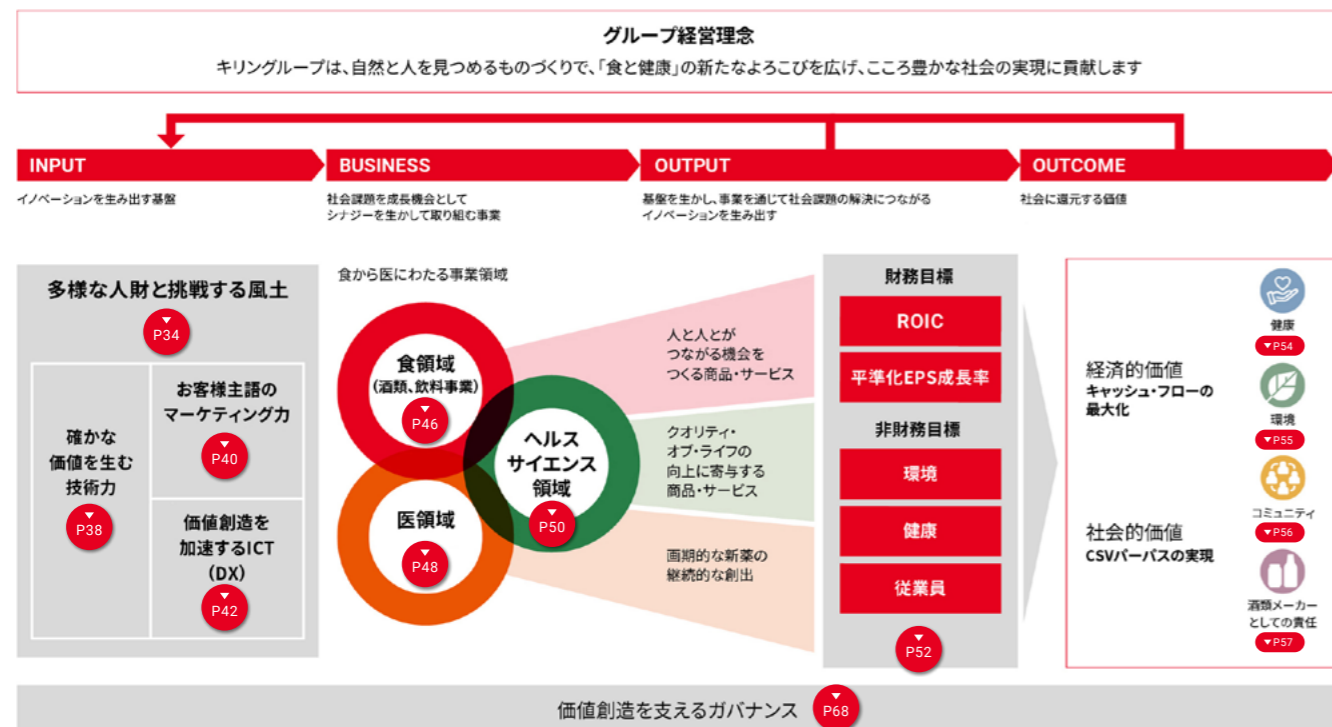 グループ経営理念
キリングループは、自然と人を見つめるものづくりで、「食と健康」の新たなよろこびを広げ、こころ豊かな社会の実現に貢献します
INPUT
イノベーションを生み出す基盤
BUSINESS
社会課題を成長機会として
シナジーを生かして取り組む事業
OUTPUT
基盤を生かし、事業を通じて社会課題の解決につながる
イノベーションを生み出す
OUTCOME
社会に還元する価値
多様な人財と挑戦する風土
P34
確かな
価値を生む
技術力
P38
お客様主語の
マーケティング力
P40
価値創造を
加速するICT
(DX)
P42
食から医にわたる事業領域
食領域
(酒類、飲料事業)
P46
ヘルス
サイエンス
領域
P50
医領域
P48
人と人とが
つながる機会を
つくる商品・サービス
クオリティ・
オブ・ライフの
向上に寄与する
商品・サービス
画期的な新薬の
継続的な創出
財務目標
ROIC
平準化EPS成長率
非財務目標
環境
健康
従業員
P52
経済的価値
キャッシュ・フローの
最大化
社会的価値
CSVパーパスの実現
健康
P54
環境
P55
コミュニティ
P56
酒類メーカー
としての責任
P57
価値創造を支えるガバナンス
P68